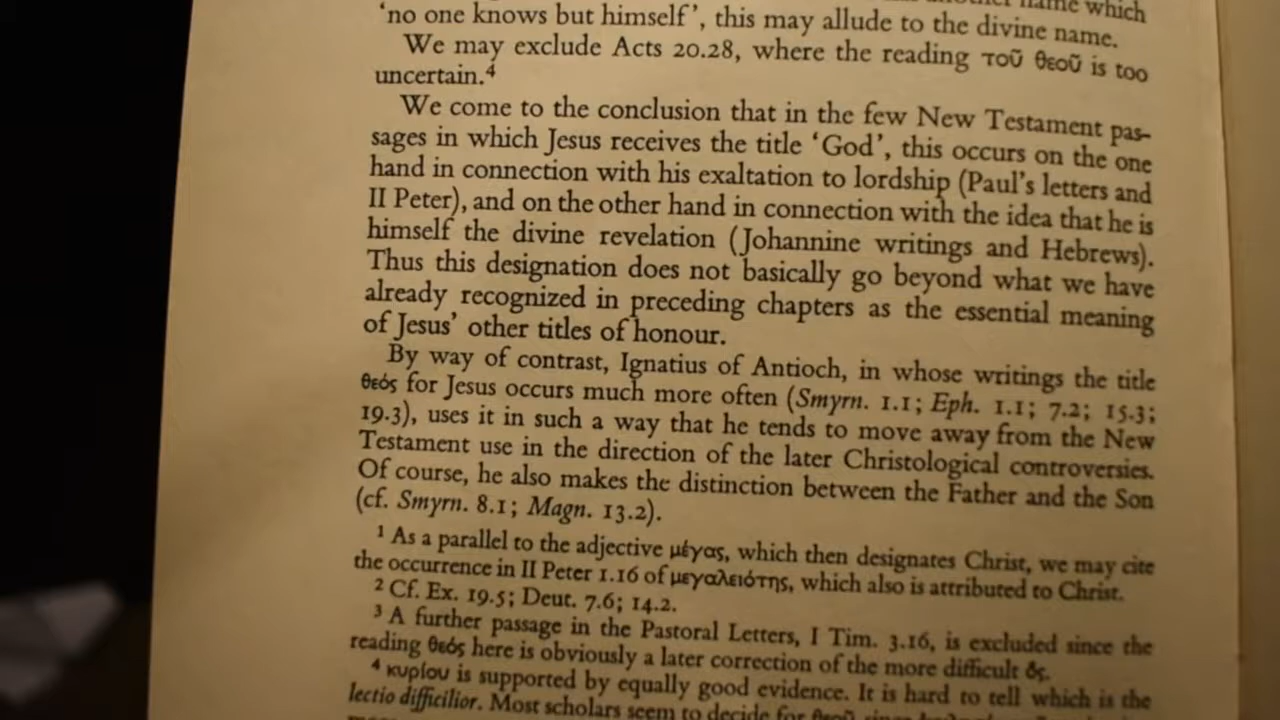 name which
'no one knows but himself', this may allude to the divine name.
We may exclude Acts 20.28, where the reading τοῦ θεοῦ is too
uncertain.⁴
We come to the conclusion that in the few New Testament pas-
sages in which Jesus receives the title 'God', this occurs on the one
hand in connection with his exaltation to lordship (Paul's letters and
II Peter), and on the other hand in connection with the idea that he is
himself the divine revelation (Johannine writings and Hebrews).
Thus this designation does not basically go beyond what we have
already recognized in preceding chapters as the essential meaning
of Jesus' other titles of honour.
By way of contrast, Ignatius of Antioch, in whose writings the title
θεός for Jesus occurs much more often (Smyrn. 1.1; Eph. 1.1; 7.2; 15.3;
19.3), uses it in such a way that he tends to move away from the New
Testament use in the direction of the later Christological controversies.
Of course, he also makes the distinction between the Father and the Son
(cf. Smyrn. 8.1; Magn. 13.2).
¹ As a parallel to the adjective μέγας, which then designates Christ, we may cite
the occurrence in II Peter 1.16 of μεγαλειότης, which also is attributed to Christ.
² Cf. Ex. 19.5; Deut. 7.6; 14.2.
³ A further passage in the Pastoral Letters, I Tim. 3.16, is excluded since the
reading θεός here is obviously a later correction of the more difficult ὅς.
⁴ κυρίου is supported by equally good evidence. It is hard to tell which is the
lectio difficilior. Most scholars seem to decide for θεοῦ since